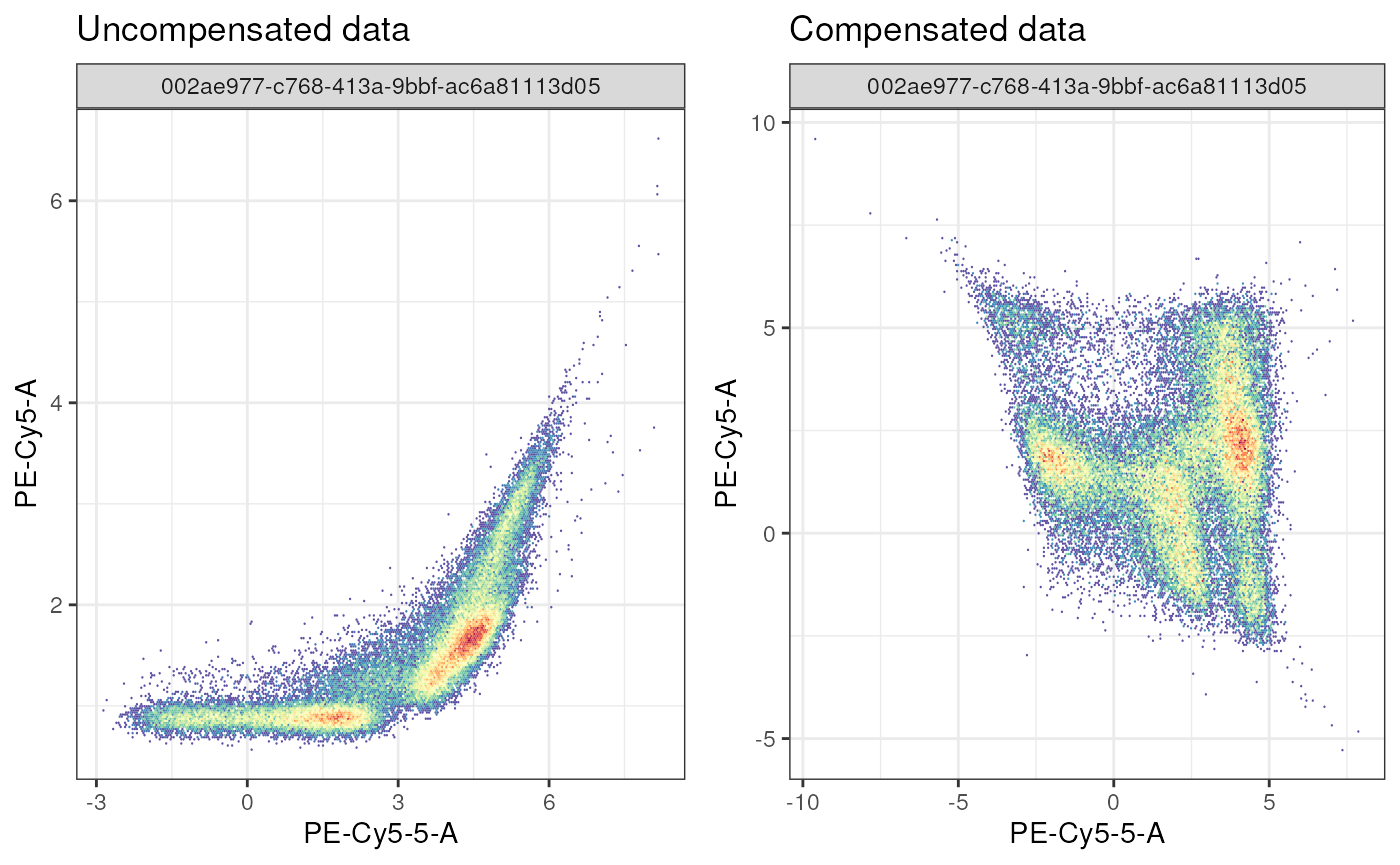 Uncompensated data
002ae977-c768-413a-9bbf-ac6a81113d05
6
4
2
-3 0 3 6
PE-Cy5-5-A
PE-Cy5-A
Compensated data
002ae977-c768-413a-9bbf-ac6a81113d05
10
5
0
-5
-10 -5 0 5
PE-Cy5-5-A
PE-Cy5-A